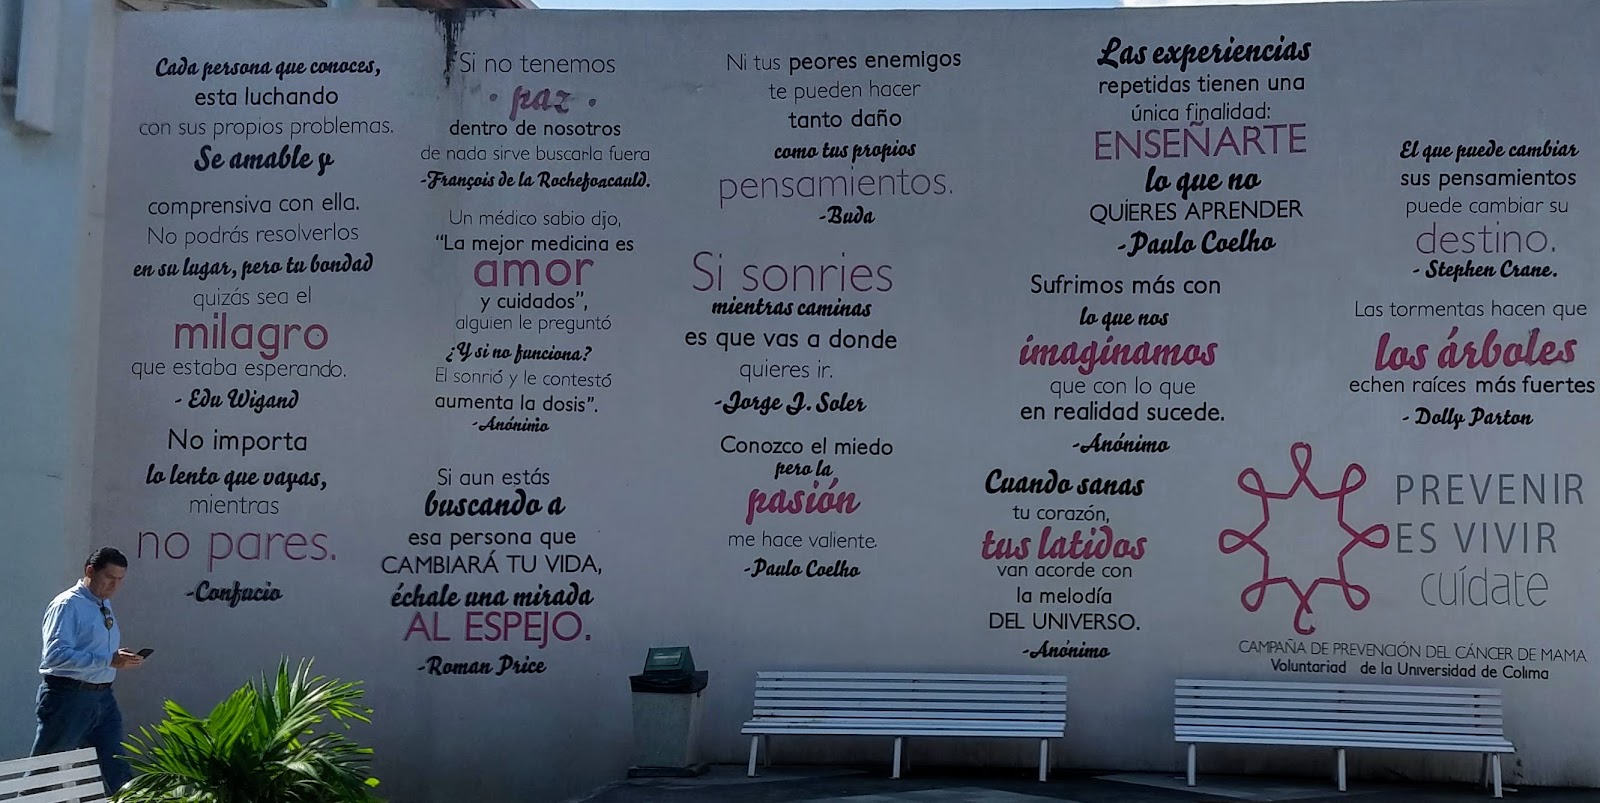 Cada persona que conoces,
esta luchando
con sus propios problemas.
Se amable y
comprensiva con ella.
No podrás resolverlos
en su lugar, pero tu bondad
quizás sea el
milagro
que estaba esperando.
- Edu Wigand
No importa
lo lento que vayas,
mientras
no pares.
-Confucio
Si no tenemos
· paz ·
dentro de nosotros
de nada sirve buscarla fuera
-François de la Rochefoacauld.
Un médico sabio dijo,
“La mejor medicina es
amor
y cuidados”,
alguien le preguntó
¿Y si no funciona?
El sonrió y le contestó
aumenta la dosis”.
-Anónimo
Si aun estás
buscando a
esa persona que
CAMBIARÁ TU VIDA,
échale una mirada
AL ESPEJO.
-Roman Price
Ni tus peores enemigos
te pueden hacer
tanto daño
como tus propios
pensamientos.
-Buda
Si sonries
mientras caminas
es que vas a donde
quieres ir.
-Jorge J. Soler
Conozco el miedo
pero la
pasión
me hace valiente.
-Paulo Coelho
Las experiencias
repetidas tienen una
única finalidad:
ENSEÑARTE
lo que no
QUIERES APRENDER
-Paulo Coelho
Sufrimos más con
lo que nos
imaginamos
que con lo que
en realidad sucede.
-Anónimo
Cuando sanas
tu corazón,
tus latidos
van acorde con
la melodía
DEL UNIVERSO.
-Anónimo
El que puede cambiar
sus pensamientos
puede cambiar su
destino.
- Stephen Crane.
Las tormentas hacen que
los árboles
echen raíces más fuertes
- Dolly Parton
PREVENIR
ES VIVIR
cuídate
CAMPAÑA DE PREVENCIÓN DEL CÁNCER DE MAMA
Voluntariad de la Universidad de Colima